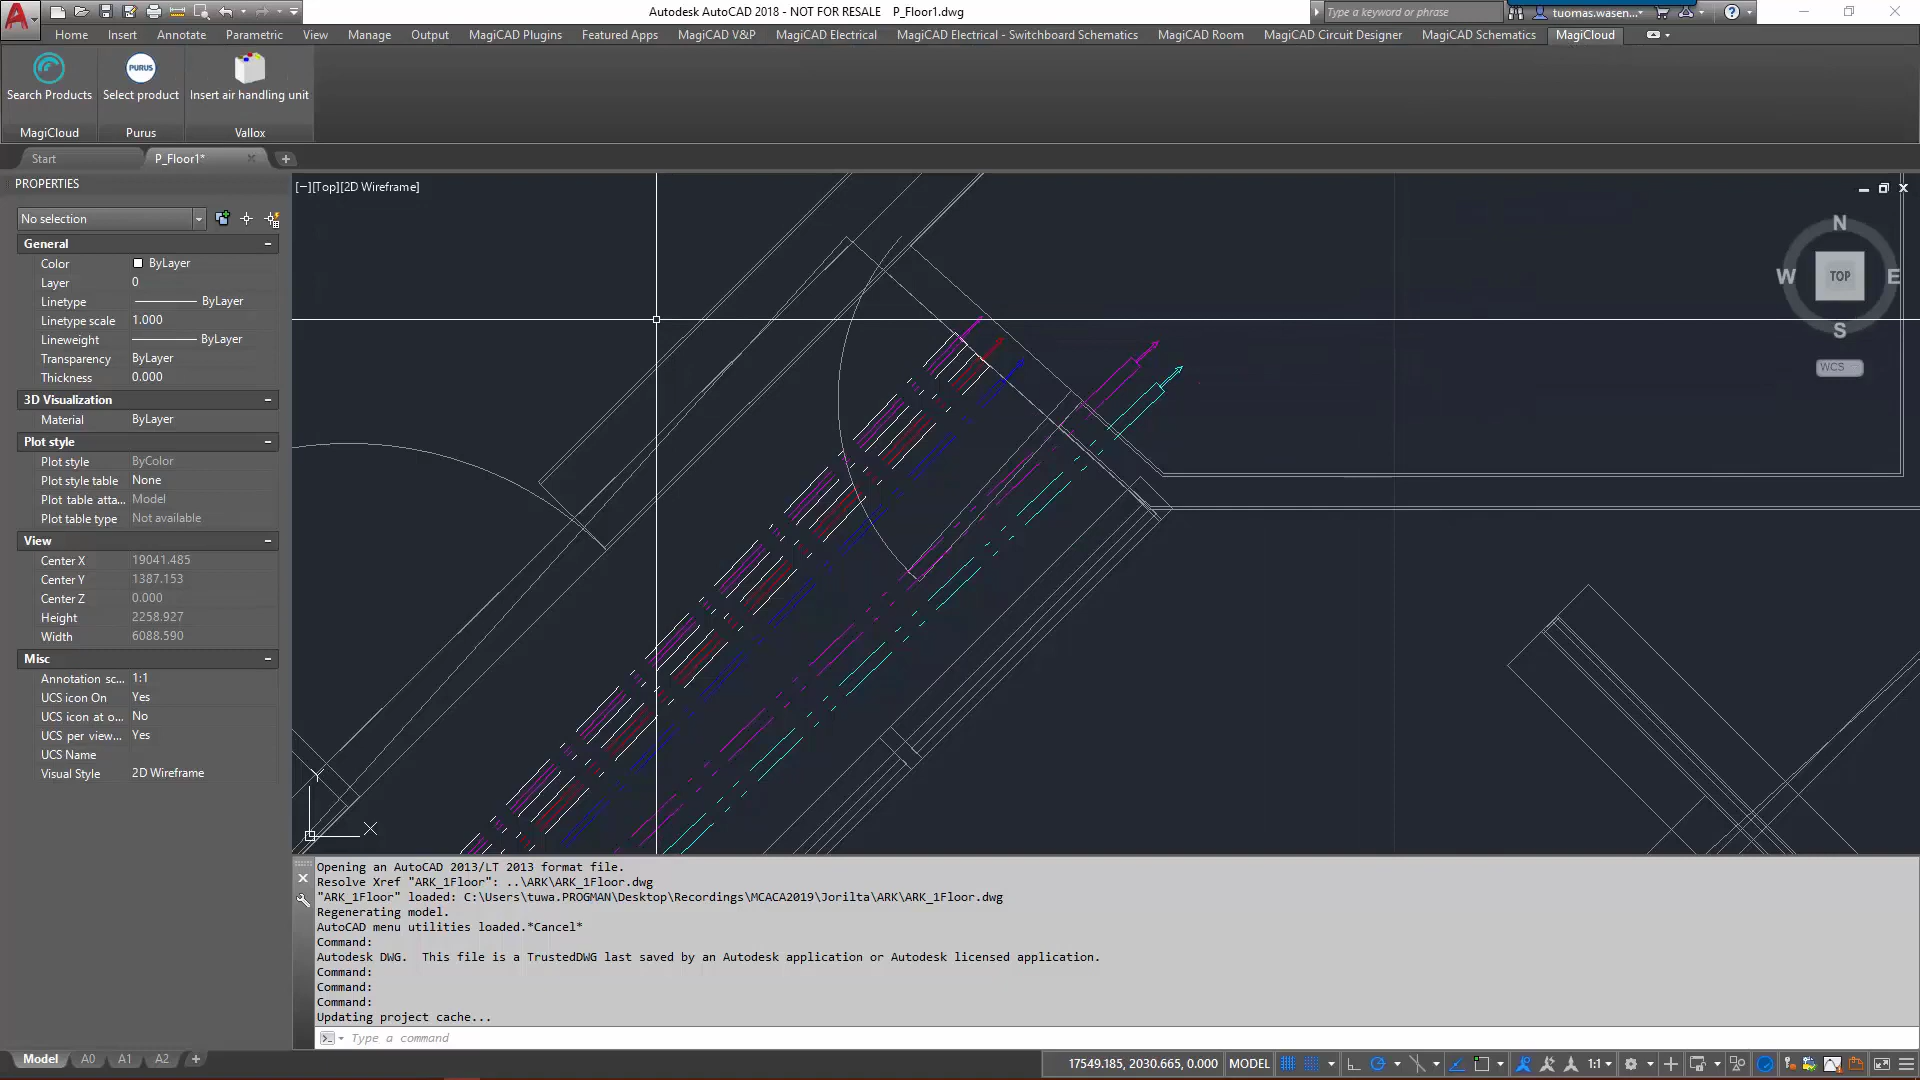 Autodesk AutoCAD 2018 - NOT FOR RESALE P_Floor1.dwg
Type a keyword or phrase
tuomas.wasen...
Home Insert Annotate Parametric View Manage Output MagiCAD Plugins Featured Apps MagiCAD V&P MagiCAD Electrical MagiCAD Electrical - Switchboard Schematics MagiCAD Room MagiCAD Circuit Designer MagiCAD Schematics MagiCloud
PURUS
Search Products Select product Insert air handling unit
MagiCloud Purus Vallox
Start P_Floor1*
PROPERTIES
[−][Top][2D Wireframe]
No selection
General
Color ByLayer
Layer 0
Linetype ByLayer
Linetype scale 1.000
Lineweight ByLayer
Transparency ByLayer
Thickness 0.000
3D Visualization
Material ByLayer
Plot style
Plot style ByColor
Plot style table None
Plot table atta... Model
Plot table type Not available
View
Center X 19041.485
Center Y 1387.153
Center Z 0.000
Height 2258.927
Width 6088.590
Misc
Annotation sc... 1:1
UCS icon On Yes
UCS icon at o... No
UCS per view... Yes
UCS Name
Visual Style 2D Wireframe
N
W TOP E
S
WCS
Y
X
Opening an AutoCAD 2013/LT 2013 format file.
Resolve Xref "ARK_1Floor": ..\ARK\ARK_1Floor.dwg
"ARK_1Floor" loaded: C:\Users\tuwa.PROGMAN\Desktop\Recordings\MCACA2019\Jorilta\ARK\ARK_1Floor.dwg
Regenerating model.
AutoCAD menu utilities loaded.*Cancel*
Command:
Autodesk DWG.  This file is a TrustedDWG last saved by an Autodesk application or Autodesk licensed application.
Command:
Command:
Command:
Updating project cache...
Type a command
Model A0 A1 A2 +
17549.185, 2030.665, 0.000 MODEL 1:1